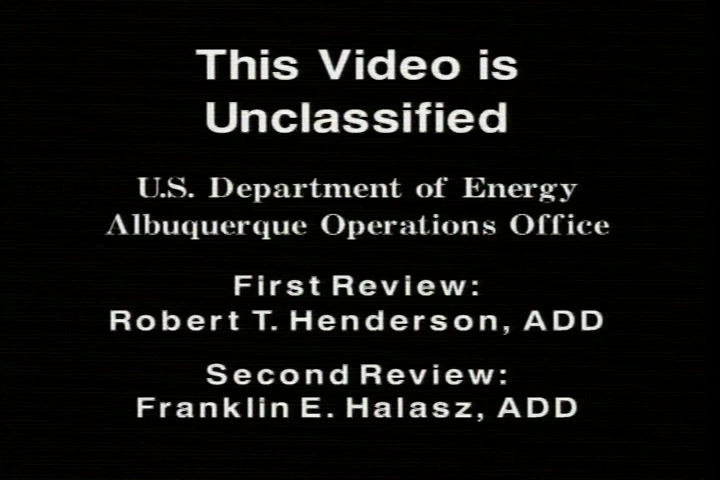 This Video is
Unclassified
U.S. Department of Energy
Albuquerque Operations Office
First Review:
Robert T. Henderson, ADD
Second Review:
Franklin E. Halasz, ADD